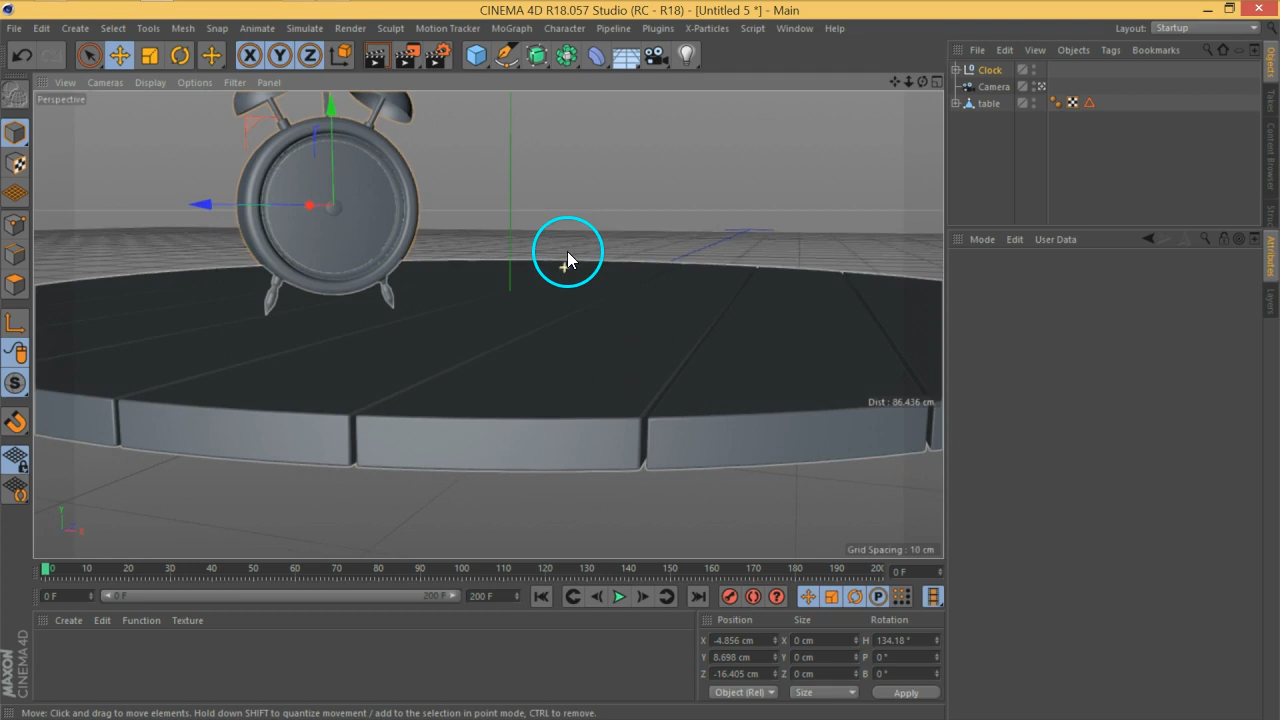 CINEMA 4D R18.057 Studio (RC - R18) - [Untitled 5 *] - Main
File Edit Create Select Tools Mesh Snap Animate Simulate Render Sculpt Motion Tracker MoGraph Character Pipeline Plugins X-Particles Script Window Help
Layout: Startup
X Y Z
View Cameras Display Options Filter Panel
File Edit View Objects Tags Bookmarks
Perspective
Clock
Camera
table
Objects
Takes
Content Browser
Struc
Mode Edit User Data
Attributes
Layers
Dist : 86.436 cm
Y
X
Grid Spacing : 10 cm
0 10 20 30 40 50 60 70 80 90 100 110 120 130 140 150 160 170 180 190 200
0 F
0 F
0 F
200 F
200 F
P
Create Edit Function Texture
Position Size Rotation
X -4.856 cm X 0 cm H 134.18 °
Y 8.698 cm Y 0 cm P 0 °
Z -16.405 cm Z 0 cm B 0 °
Object (Rel) Size Apply
MAXON
CINEMA 4D
Move: Click and drag to move elements. Hold down SHIFT to quantize movement / add to the selection in point mode, CTRL to remove.